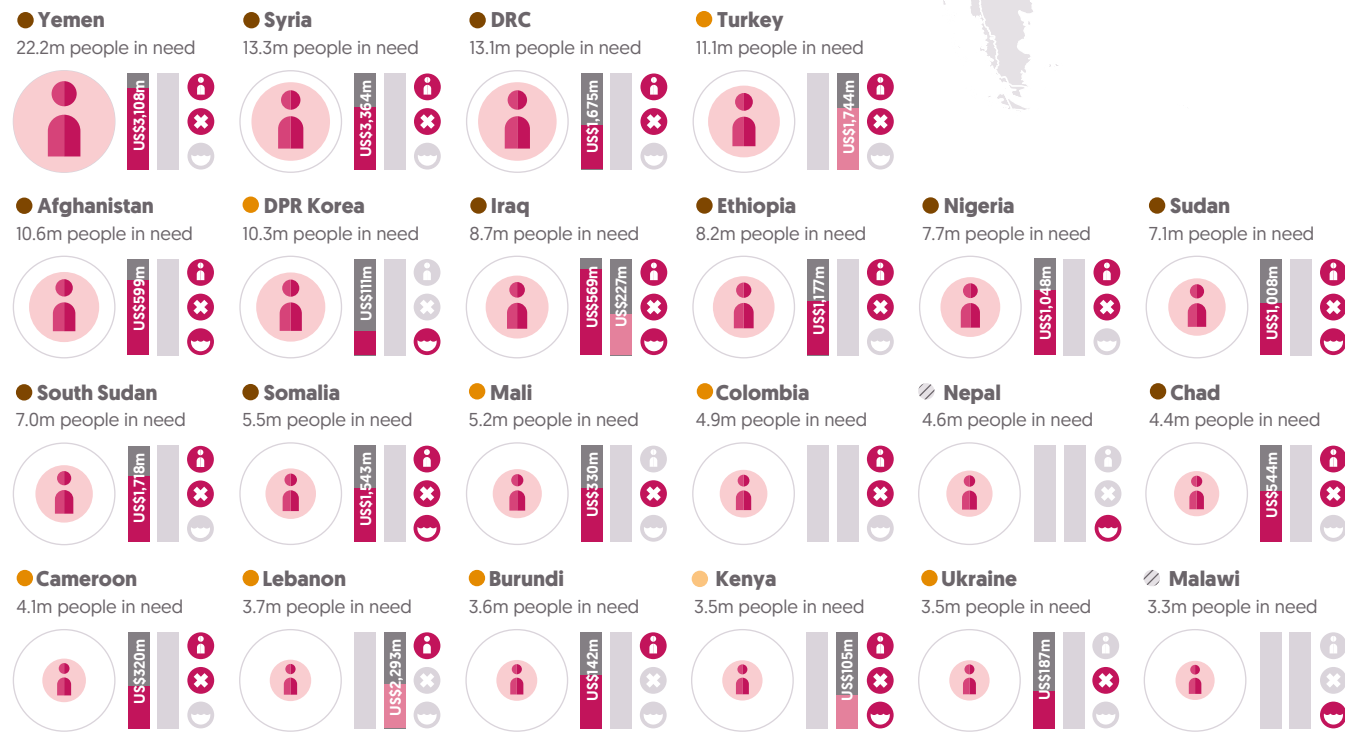 Yemen
22.2m people in need
US$3,108m
Syria
13.3m people in need
US$3,364m
DRC
13.1m people in need
US$1,675m
Turkey
11.1m people in need
US$1,744m
Afghanistan
10.6m people in need
US$599m
DPR Korea
10.3m people in need
US$111m
Iraq
8.7m people in need
US$569m
US$227m
Ethiopia
8.2m people in need
US$1,177m
Nigeria
7.7m people in need
US$1,048m
Sudan
7.1m people in need
US$1,008m
South Sudan
7.0m people in need
US$1,718m
Somalia
5.5m people in need
US$1,543m
Mali
5.2m people in need
US$330m
Colombia
4.9m people in need
Nepal
4.6m people in need
Chad
4.4m people in need
US$544m
Cameroon
4.1m people in need
US$320m
Lebanon
3.7m people in need
US$2,293m
Burundi
3.6m people in need
US$142m
Kenya
3.5m people in need
US$105m
Ukraine
3.5m people in need
US$187m
Malawi
3.3m people in need